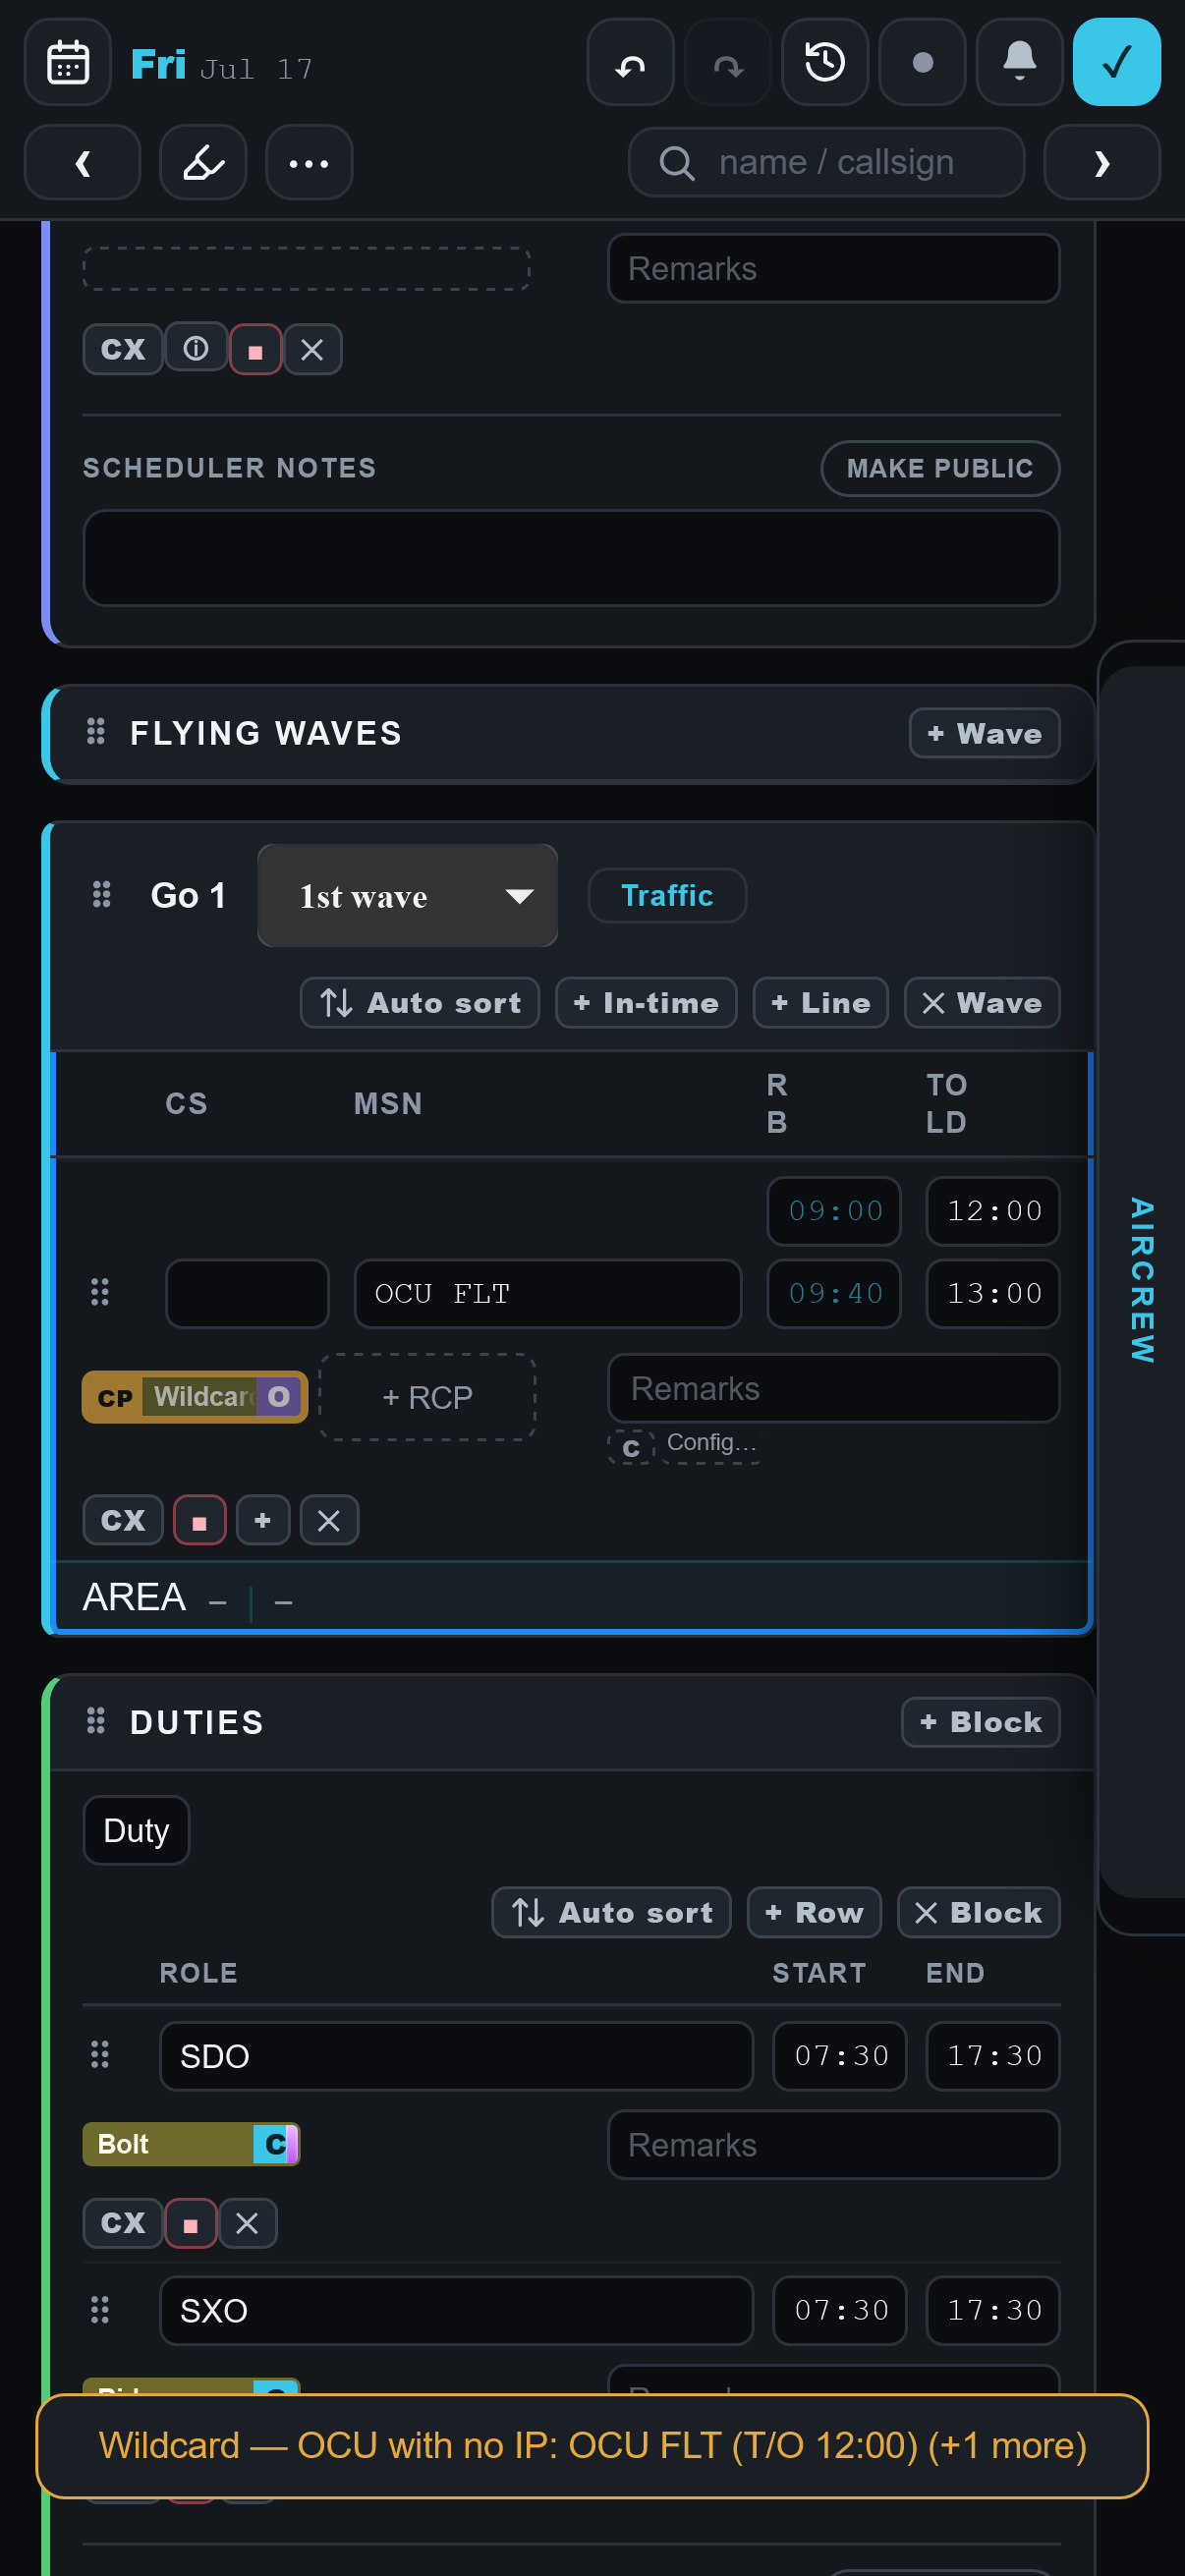 Fri Jul 17
name / callsign
Remarks
CX
SCHEDULER NOTES
MAKE PUBLIC
FLYING WAVES
+ Wave
Go 1
1st wave
Traffic
Auto sort
+ In-time
+ Line
× Wave
CS
MSN
R
B
TO
LD
09:00
12:00
OCU FLT
09:40
13:00
CP
O
+ RCP
Remarks
C
Config...
CX
+
AREA – | –
AIRCREW
DUTIES
+ Block
Duty
Auto sort
+ Row
× Block
ROLE
START
END
SDO
07:30
17:30
Bolt
C
Remarks
CX
SXO
07:30
17:30
Wildcard — OCU with no IP: OCU FLT (T/O 12:00) (+1 more)